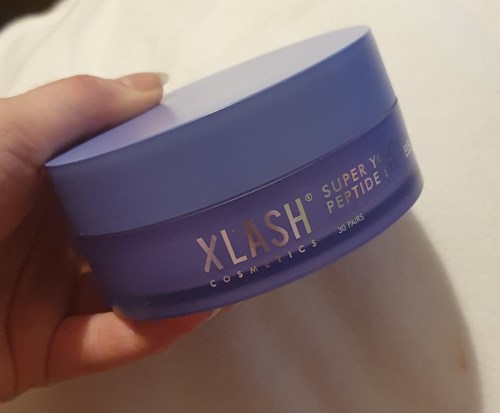 XLASH®
COSMETICS
SUPER
PEPTIDE
30 PAIRS